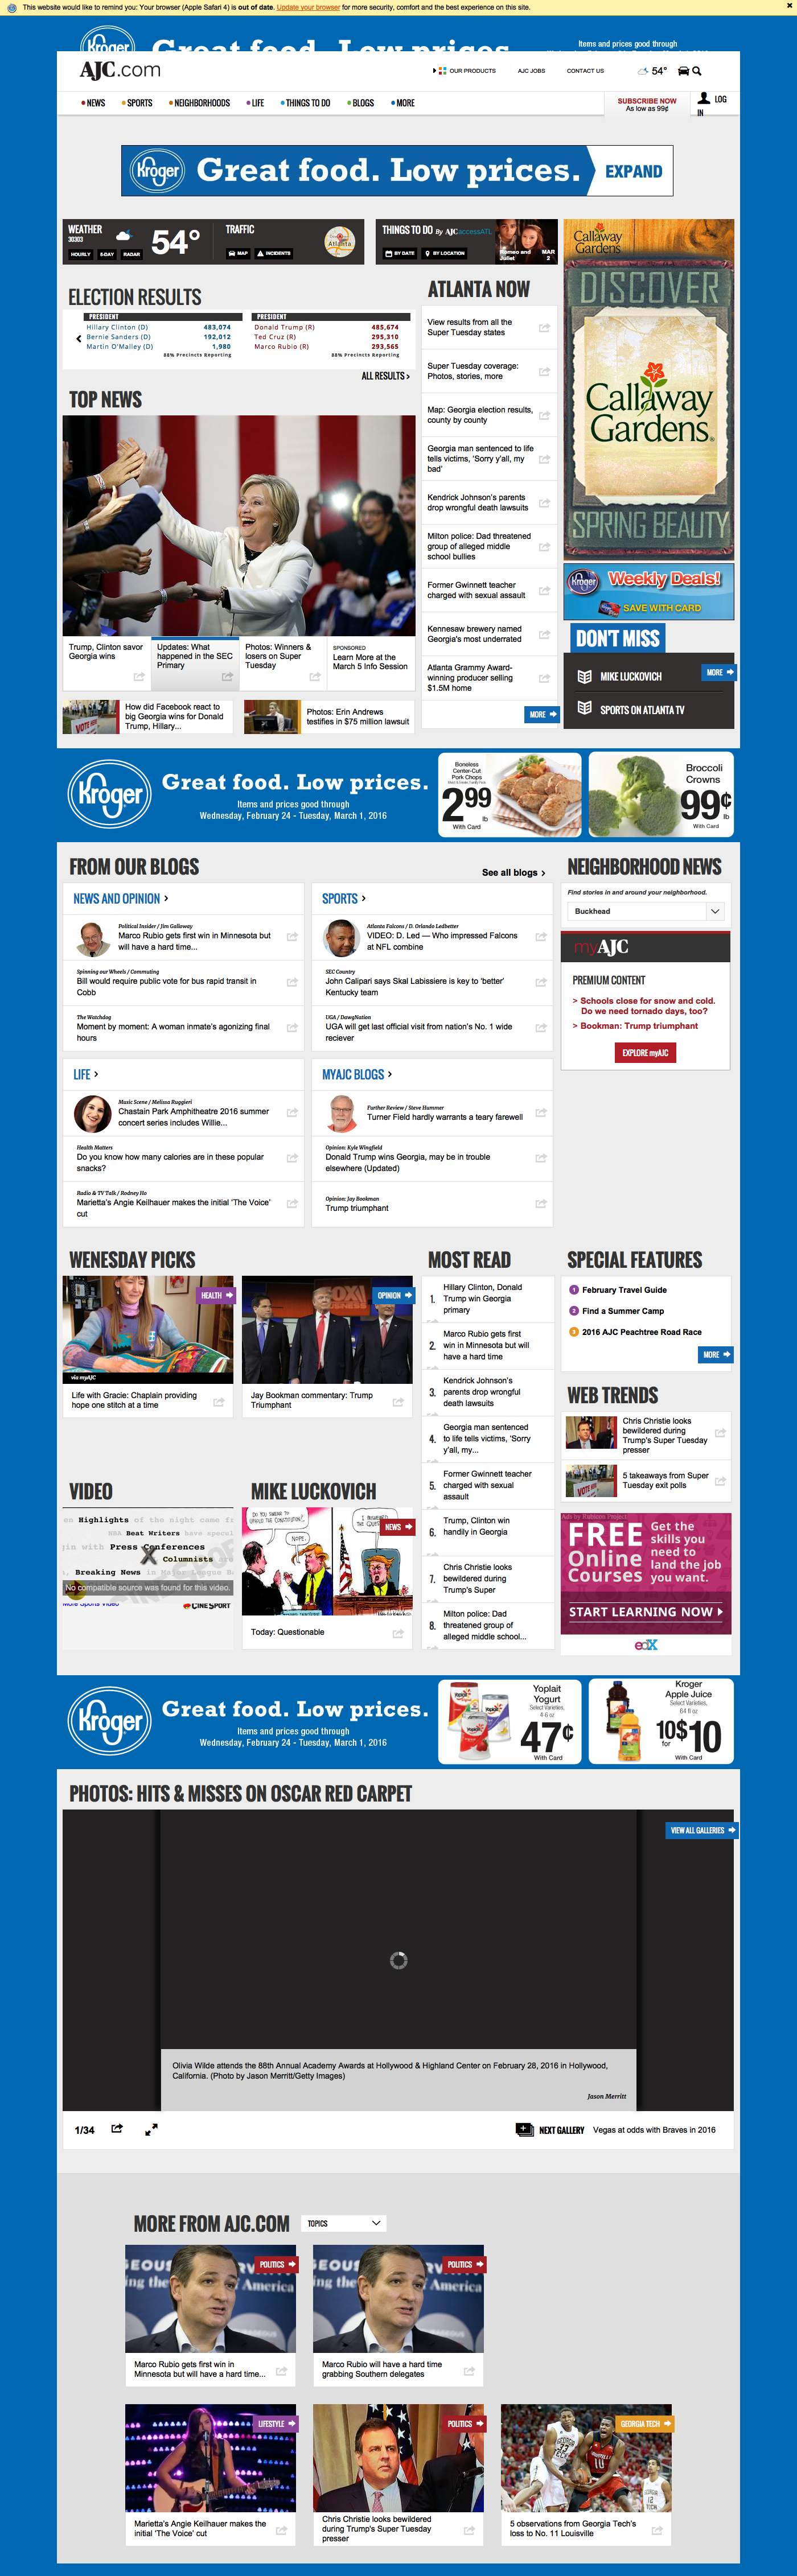 This website would like to remind you: Your browser (Apple Safari 4) is out of date. Update your browser for more security, comfort and the best experience on this site.
Kroger Great food. Low prices.
Items and prices good through
AJC.com
OUR PRODUCTS
AJC JOBS
CONTACT US
54°
NEWS
SPORTS
NEIGHBORHOODS
LIFE
THINGS TO DO
BLOGS
MORE
SUBSCRIBE NOW
As low as 99¢
LOG
IN
Kroger Great food. Low prices. EXPAND
WEATHER
30303
54°
HOURLY 5-DAY RADAR
TRAFFIC
MAP INCIDENTS
Atlanta
THINGS TO DO By AJC accessATL
BY DATE BY LOCATION
Romeo and
Juliet
MAR
2
Callaway
Gardens
DISCOVER
Callaway
Gardens
SPRING BEAUTY
ELECTION RESULTS
PRESIDENT
Hillary Clinton (D) 483,074
Bernie Sanders (D) 192,012
Martin O'Malley (D) 1,980
88% Precincts Reporting
PRESIDENT
Donald Trump (R) 485,674
Ted Cruz (R) 295,310
Marco Rubio (R) 293,565
88% Precincts Reporting
ALL RESULTS
TOP NEWS
Trump, Clinton savor
Georgia wins
Updates: What
happened in the SEC
Primary
Photos: Winners &
losers on Super
Tuesday
SPONSORED
Learn More at the
March 5 Info Session
VOTE
How did Facebook react to
big Georgia wins for Donald
Trump, Hillary...
Photos: Erin Andrews
testifies in $75 million lawsuit
ATLANTA NOW
View results from all the
Super Tuesday states
Super Tuesday coverage:
Photos, stories, more
Map: Georgia election results,
county by county
Georgia man sentenced to life
tells victims, 'Sorry y'all, my
bad'
Kendrick Johnson's parents
drop wrongful death lawsuits
Milton police: Dad threatened
group of alleged middle
school bullies
Former Gwinnett teacher
charged with sexual assault
Kennesaw brewery named
Georgia's most underrated
Atlanta Grammy Award-
winning producer selling
$1.5M home
MORE
Kroger Weekly Deals!
SAVE WITH CARD
DON'T MISS
MORE
MIKE LUCKOVICH
SPORTS ON ATLANTA TV
Kroger Great food. Low prices.
Items and prices good through
Wednesday, February 24 - Tuesday, March 1, 2016
Boneless
Center-Cut
Pork Chops
2 99
lb
With Card
Broccoli
Crowns
99¢
lb
With Card
FROM OUR BLOGS
See all blogs
NEWS AND OPINION
Political Insider / Jim Galloway
Marco Rubio gets first win in Minnesota but
will have a hard time...
Spinning our Wheels / Commuting
Bill would require public vote for bus rapid transit in
Cobb
The Watchdog
Moment by moment: A woman inmate's agonizing final
hours
SPORTS
Atlanta Falcons / D. Orlando Ledbetter
VIDEO: D. Led — Who impressed Falcons
at NFL combine
SEC Country
John Calipari says Skal Labissiere is key to 'better'
Kentucky team
UGA / DawgNation
UGA will get last official visit from nation's No. 1 wide
reciever
LIFE
Music Scene / Melissa Ruggieri
Chastain Park Amphitheatre 2016 summer
concert series includes Willie...
Health Matters
Do you know how many calories are in these popular
snacks?
Radio & TV Talk / Rodney Ho
Marietta's Angie Keilhauer makes the initial 'The Voice'
cut
MYAJC BLOGS
Further Review / Steve Hummer
Turner Field hardly warrants a teary farewell
Opinion: Kyle Wingfield
Donald Trump wins Georgia, may be in trouble
elsewhere (Updated)
Opinion: Jay Bookman
Trump triumphant
NEIGHBORHOOD NEWS
Find stories in and around your neighborhood.
Buckhead
myAJC
PREMIUM CONTENT
> Schools close for snow and cold.
Do we need tornado days, too?
> Bookman: Trump triumphant
EXPLORE myAJC
WENESDAY PICKS
HEALTH
via myAJC
Life with Gracie: Chaplain providing
hope one stitch at a time
OPINION
Jay Bookman commentary: Trump
Triumphant
MOST READ
1. Hillary Clinton, Donald
Trump win Georgia
primary
2. Marco Rubio gets first
win in Minnesota but will
have a hard time
3. Kendrick Johnson's
parents drop wrongful
death lawsuits
4. Georgia man sentenced
to life tells victims, 'Sorry
y'all, my...
5. Former Gwinnett teacher
charged with sexual
assault
6. Trump, Clinton win
handily in Georgia
7. Chris Christie looks
bewildered during
Trump's Super
8. Milton police: Dad
threatened group of
alleged middle school...
SPECIAL FEATURES
1 February Travel Guide
2 Find a Summer Camp
3 2016 AJC Peachtree Road Race
MORE
WEB TRENDS
Chris Christie looks
bewildered during
Trump's Super Tuesday
presser
5 takeaways from Super
Tuesday exit polls
Ads by Rubicon Project
FREE
Online
Courses
Get the
skills you
need to
land the job
you want.
START LEARNING NOW
edX
VIDEO
Highlights of the night came
NBA Beat Writers have
with Press Conferences
Columnists
Breaking News in Major League
No compatible source was found for this video.
More Sports Video
CINESPORT
MIKE LUCKOVICH
NEWS
DO YOU SWEAR TO
UPHOLD THE CONSTITUTION?
NOPE.
Today: Questionable
Kroger Great food. Low prices.
Items and prices good through
Wednesday, February 24 - Tuesday, March 1, 2016
Yoplait
Yogurt
Select Varieties,
4-6 oz
47¢
With Card
Kroger
Apple Juice
Select Varieties,
64 fl oz
10 for $10
With Card
PHOTOS: HITS & MISSES ON OSCAR RED CARPET
VIEW ALL GALLERIES
Olivia Wilde attends the 88th Annual Academy Awards at Hollywood & Highland Center on February 28, 2016 in Hollywood,
California. (Photo by Jason Merritt/Getty Images)
Jason Merritt
1/34
NEXT GALLERY Vegas at odds with Braves in 2016
MORE FROM AJC.COM
TOPICS
POLITICS
Marco Rubio gets first win in
Minnesota but will have a hard time...
POLITICS
Marco Rubio will have a hard time
grabbing Southern delegates
LIFESTYLE
Marietta's Angie Keilhauer makes the
initial 'The Voice' cut
POLITICS
Chris Christie looks bewildered
during Trump's Super Tuesday
presser
GEORGIA TECH
5 observations from Georgia Tech's
loss to No. 11 Louisville